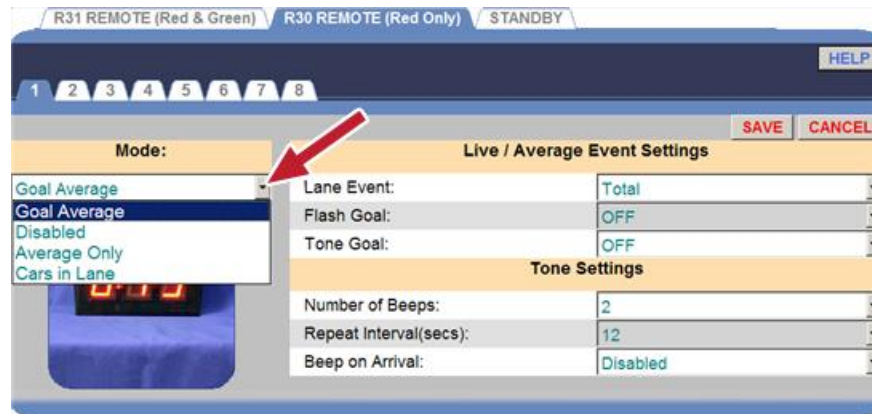 R31 REMOTE (Red & Green) R30 REMOTE (Red Only) STANDBY
HELP
1 2 3 4 5 6 7 8
SAVE CANCEL
Mode: Live / Average Event Settings
Goal Average Lane Event: Total
Goal Average Flash Goal: OFF
Disabled
Average Only Tone Goal: OFF
Cars in Lane Tone Settings
Number of Beeps: 2
Repeat Interval(secs): 12
Beep on Arrival: Disabled